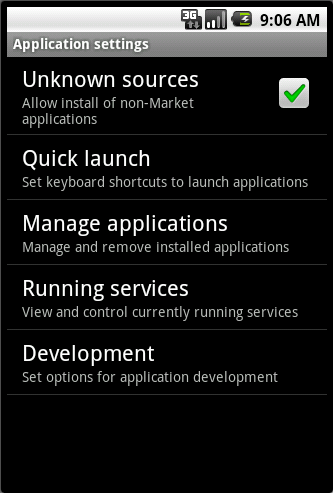 3G 9:06 AM
Application settings
Unknown sources
Allow install of non-Market
applications
Quick launch
Set keyboard shortcuts to launch applications
Manage applications
Manage and remove installed applications
Running services
View and control currently running services
Development
Set options for application development